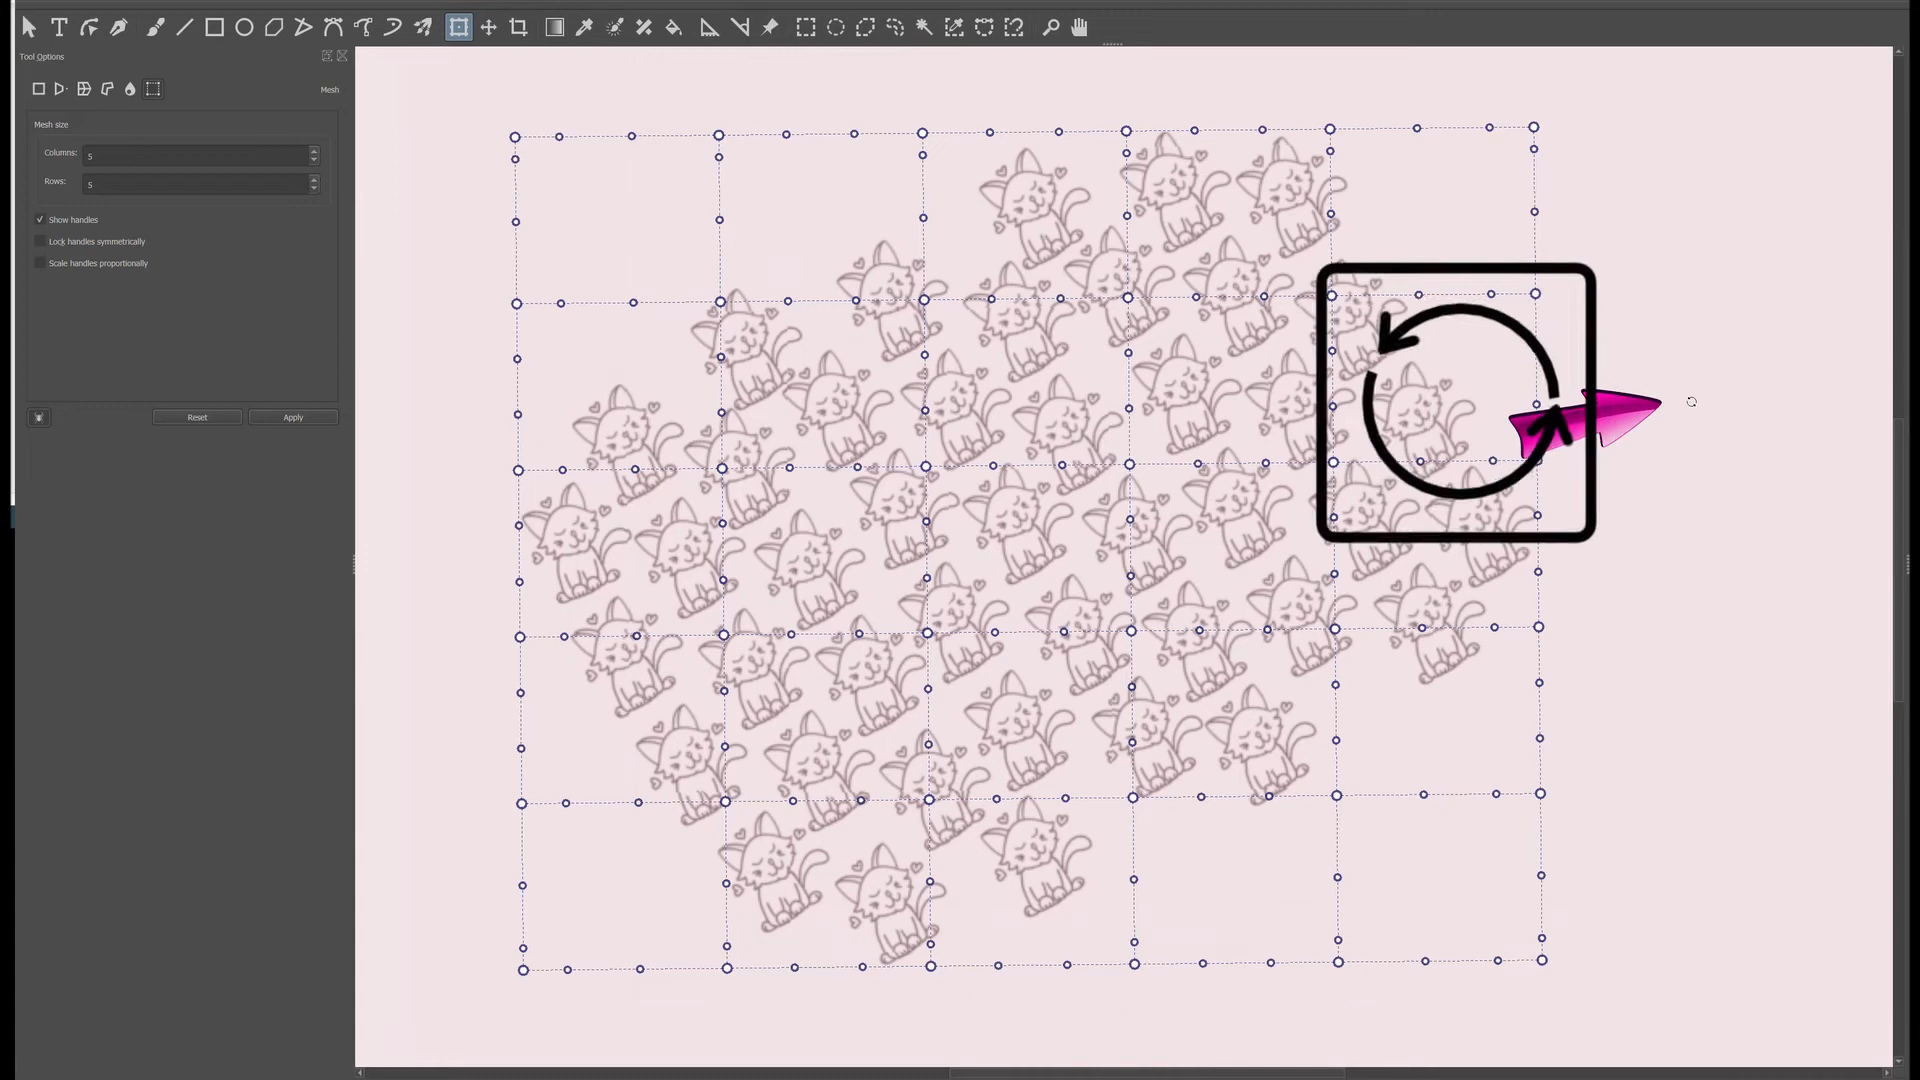 Tool Options
Mesh
Mesh size
Columns: 5
Rows: 5
Show handles
Lock handles symmetrically
Scale handles proportionally
Reset
Apply